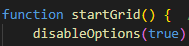 function startGrid() {
    disableOptions(true)